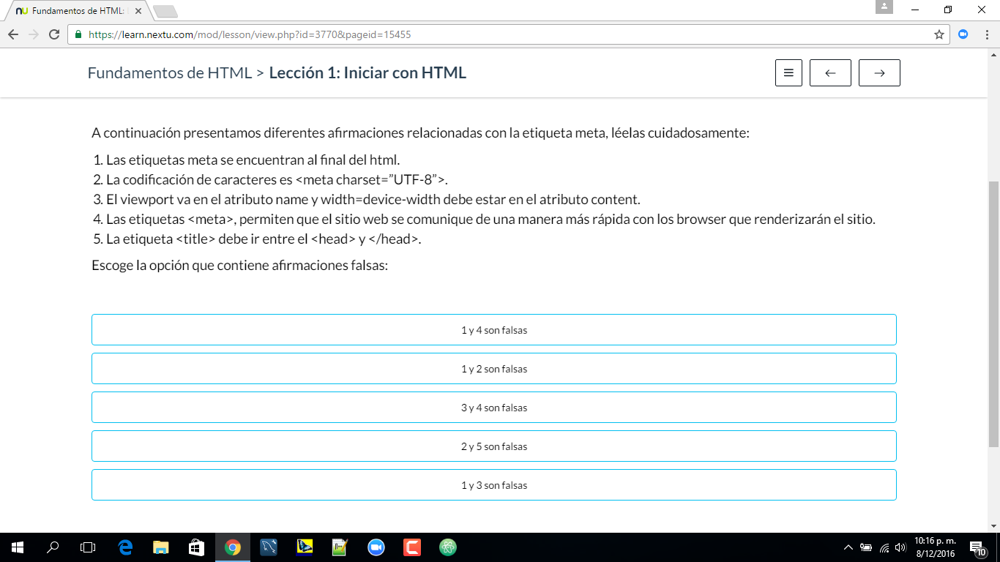 nu Fundamentos de HTML:
https://learn.nextu.com/mod/lesson/view.php?id=3770&pageid=15455
Fundamentos de HTML > Lección 1: Iniciar con HTML
A continuación presentamos diferentes afirmaciones relacionadas con la etiqueta meta, léelas cuidadosamente:
1. Las etiquetas meta se encuentran al final del html.
2. La codificación de caracteres es <meta charset=”UTF-8”>.
3. El viewport va en el atributo name y width=device-width debe estar en el atributo content.
4. Las etiquetas <meta>, permiten que el sitio web se comunique de una manera más rápida con los browser que renderizarán el sitio.
5. La etiqueta <title> debe ir entre el <head> y </head>.
Escoge la opción que contiene afirmaciones falsas:
1 y 4 son falsas
1 y 2 son falsas
3 y 4 son falsas
2 y 5 son falsas
1 y 3 son falsas
10:16 p. m.
8/12/2016
10